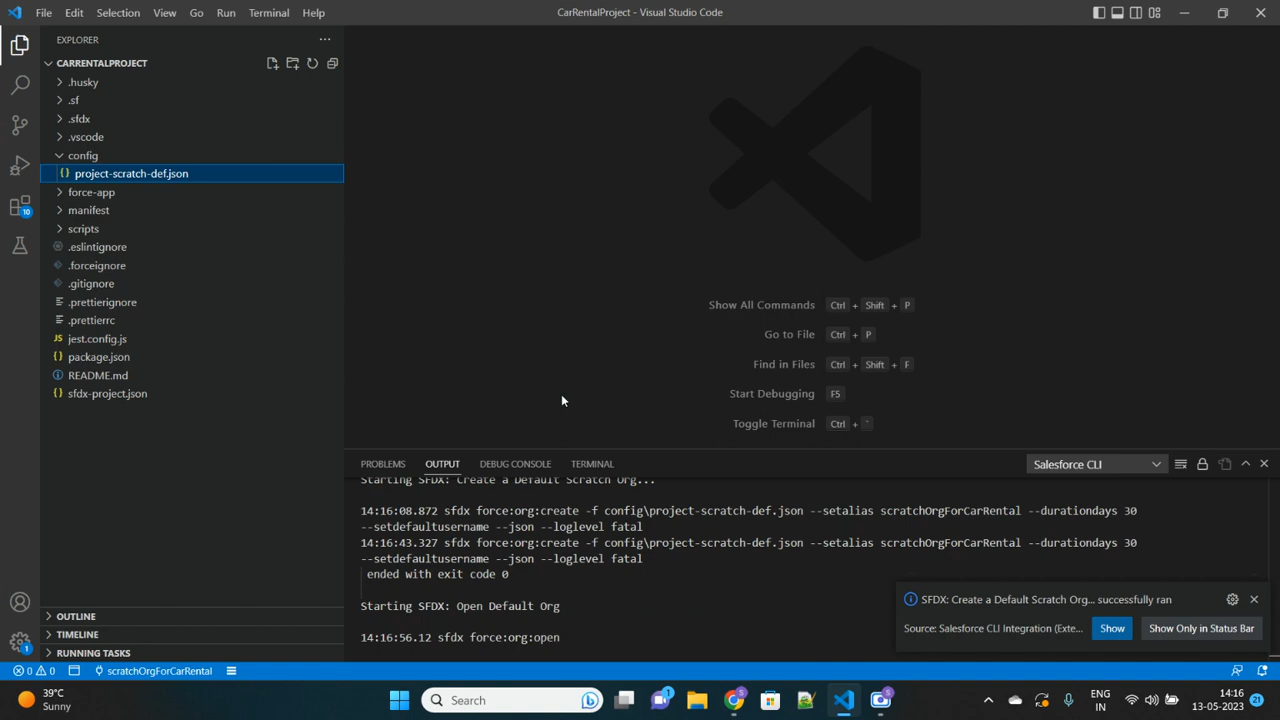 File Edit Selection View Go Run Terminal Help
CarRentalProject - Visual Studio Code
EXPLORER
CARRENTALPROJECT
.husky
.sf
.sfdx
.vscode
config
{} project-scratch-def.json
force-app
manifest
scripts
.eslintignore
.forceignore
.gitignore
.prettierignore
.prettierrc
JS jest.config.js
{} package.json
README.md
{} sfdx-project.json
10
Show All Commands Ctrl + Shift + P
Go to File Ctrl + P
Find in Files Ctrl + Shift + F
Start Debugging F5
Toggle Terminal Ctrl + `
PROBLEMS OUTPUT DEBUG CONSOLE TERMINAL
Salesforce CLI
Starting SFDX: Create a Default Scratch Org...
14:16:08.872 sfdx force:org:create -f config\project-scratch-def.json --setalias scratchOrgForCarRental --durationdays 30
--setdefaultusername --json --loglevel fatal
14:16:43.327 sfdx force:org:create -f config\project-scratch-def.json --setalias scratchOrgForCarRental --durationdays 30
--setdefaultusername --json --loglevel fatal
ended with exit code 0
Starting SFDX: Open Default Org
14:16:56.12 sfdx force:org:open
SFDX: Create a Default Scratch Org... successfully ran
Source: Salesforce CLI Integration (Exte...
Show
Show Only in Status Bar
OUTLINE
TIMELINE
RUNNING TASKS
1
0 0 scratchOrgForCarRental
39°C
Sunny
Search
1
5
5
ENG
IN
14:16
13-05-2023
21